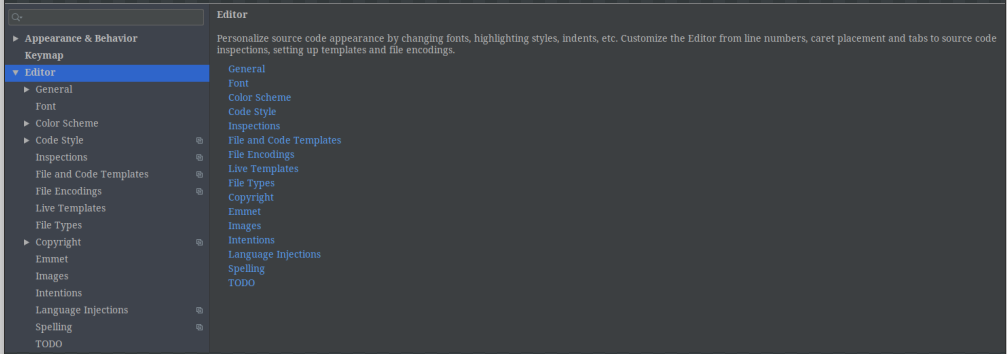 Appearance & Behavior
Keymap
Editor
General
Font
Color Scheme
Code Style
Inspections
File and Code Templates
File Encodings
Live Templates
File Types
Copyright
Emmet
Images
Intentions
Language Injections
Spelling
TODO
Editor
Personalize source code appearance by changing fonts, highlighting styles, indents, etc. Customize the Editor from line numbers, caret placement and tabs to source code
inspections, setting up templates and file encodings.
General
Font
Color Scheme
Code Style
Inspections
File and Code Templates
File Encodings
Live Templates
File Types
Copyright
Emmet
Images
Intentions
Language Injections
Spelling
TODO